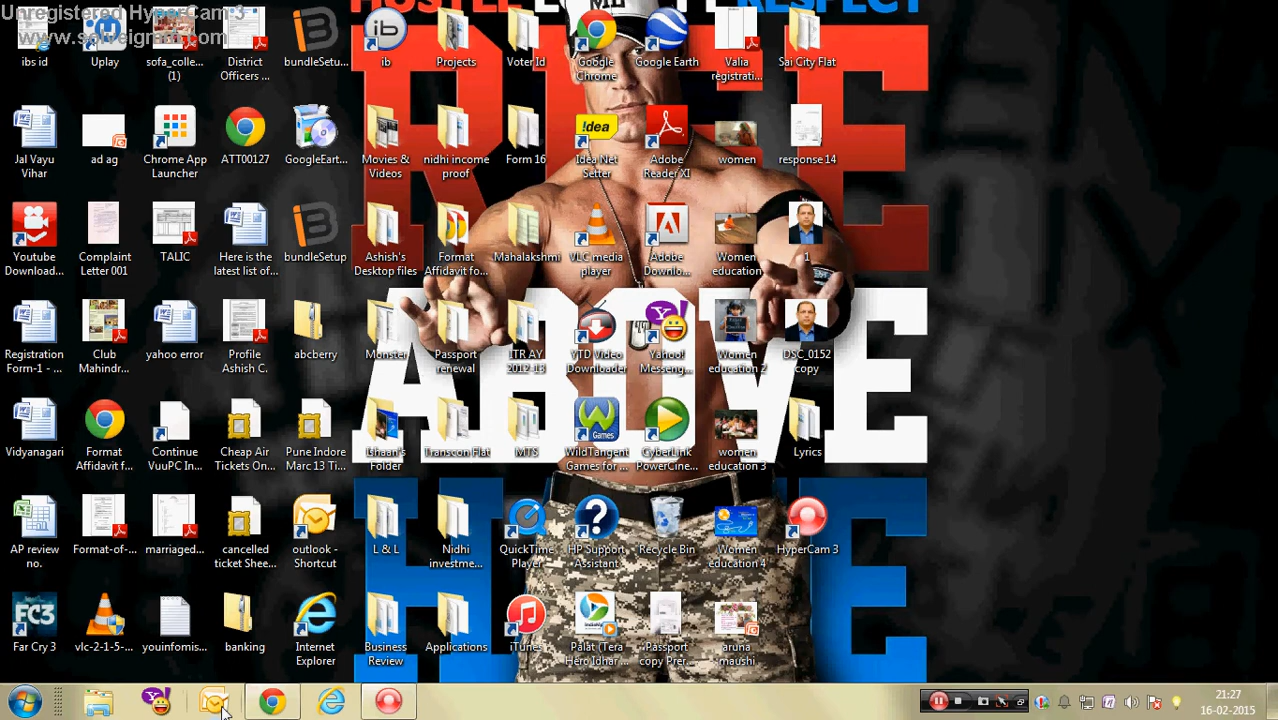 HUSTLE LOYALTY RESPECT
Unregistered HyperCam 3
www.solveigmm.com
ibs id
Uplay
sofa_colle... (1)
District Officers ...
bundleSetu...
ib
Projects
Voter Id
Google Chrome
Google Earth
Valia registrati...
Sai City Flat
Jal Vayu Vihar
ad ag
Chrome App Launcher
ATT00127
GoogleEart...
Movies & Videos
nidhi income proof
Form 16
!dea
Idea Net Setter
Adobe Reader XI
women
response 14
Youtube Download...
Complaint Letter 001
TALIC
Here is the latest list of...
bundleSetup
Ashish's Desktop files
Format Affidavit fo...
Mahalakshmi
VLC media player
Adobe Downlo...
Women education
1
Registration Form-1 - ...
Club Mahindr...
yahoo error
Profile Ashish C.
abcberry
Monster
Passport renewal
ITR AY 2012-13
YTD Video Downloader
Yahoo! Messeng...
Women education 2
DSC_0152 copy
Vidyanagari
Format Affidavit f...
Continue VuuPC In...
Cheap Air Tickets On...
Pune Indore Marc 13 Ti...
Ishaan's Folder
Transcon Flat
MTS
Games
WildTangent Games for ...
CyberLink PowerCine...
women education 3
Lyrics
AP review no.
Format-of-...
marriaged...
cancelled ticket Shee...
outlook - Shortcut
L & L
Nidhi investme...
QuickTime Player
HP Support Assistant
Recycle Bin
Women education 4
HyperCam 3
FC3
Far Cry 3
vlc-2-1-5-...
youinfomis...
banking
Internet Explorer
Business Review
Applications
iTunes
Palat (Tera Hero Idhar ...
Passport copy Prer...
aruna maushi
RISE
ABOVE
21:27
16-02-2015